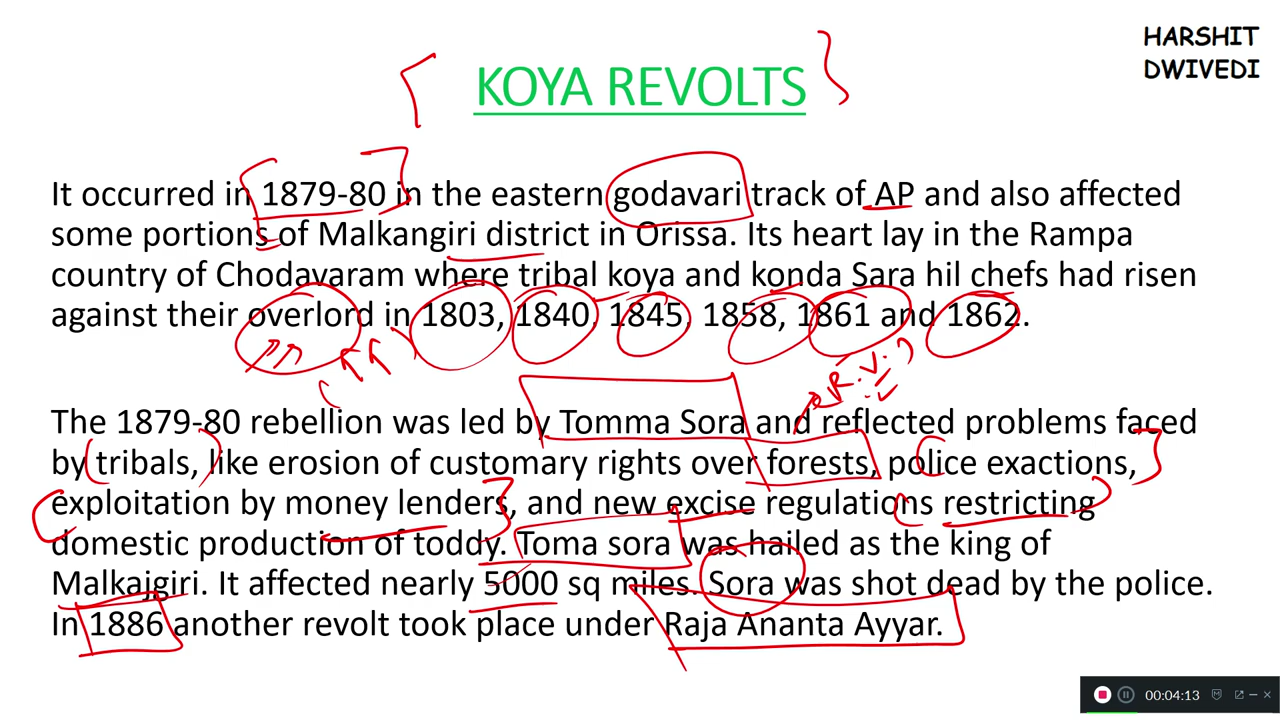 HARSHIT
DWIVEDI
KOYA REVOLTS
It occurred in 1879-80 in the eastern godavari track of AP and also affected
some portions of Malkangiri district in Orissa. Its heart lay in the Rampa
country of Chodavaram where tribal koya and konda Sara hil chefs had risen
against their overlord in 1803, 1840, 1845, 1858, 1861 and 1862.
R.V.
The 1879-80 rebellion was led by Tomma Sora and reflected problems faced
by tribals, like erosion of customary rights over forests, police exactions,
exploitation by money lenders, and new excise regulations restricting
domestic production of toddy. Toma sora was hailed as the king of
Malkajgiri. It affected nearly 5000 sq miles. Sora was shot dead by the police.
In 1886 another revolt took place under Raja Ananta Ayyar.
00:04:13